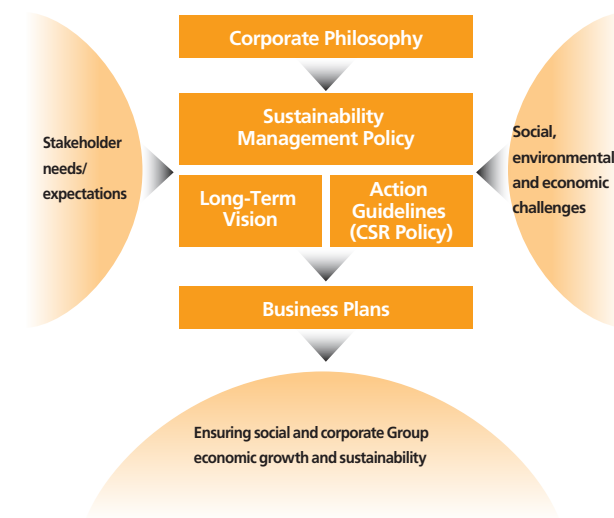 Corporate Philosophy
Sustainability
Management Policy
Stakeholder
needs/
expectations
Social,
environmental
and economic
challenges
Long-Term
Vision
Action
Guidelines
(CSR Policy)
Business Plans
Ensuring social and corporate Group
economic growth and sustainability